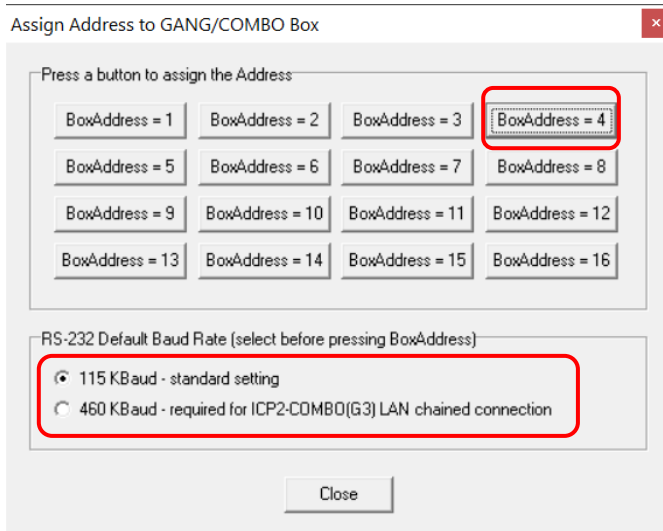 Assign Address to GANG/COMBO Box
×
Press a button to assign the Address
BoxAddress = 1 BoxAddress = 2 BoxAddress = 3 BoxAddress = 4
BoxAddress = 5 BoxAddress = 6 BoxAddress = 7 BoxAddress = 8
BoxAddress = 9 BoxAddress = 10 BoxAddress = 11 BoxAddress = 12
BoxAddress = 13 BoxAddress = 14 BoxAddress = 15 BoxAddress = 16
RS-232 Default Baud Rate (select before pressing BoxAddress)
115 KBaud - standard setting
460 KBaud - required for ICP2-COMBO(G3) LAN chained connection
Close